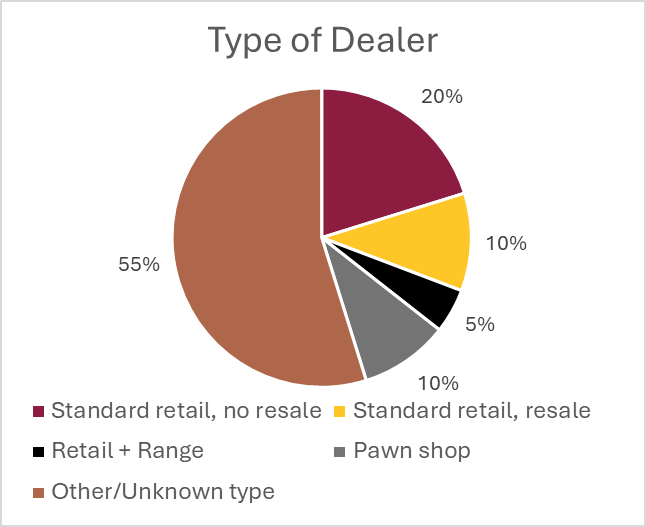 Type of Dealer
20%
10%
5%
10%
55%
Standard retail, no resale
Standard retail, resale
Retail + Range
Pawn shop
Other/Unknown type